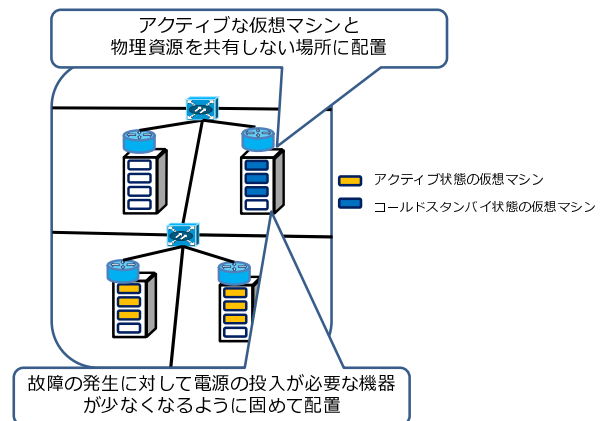 アクティブな仮想マシンと
物理資源を共有しない場所に配置
アクティブ状態の仮想マシン
コールドスタンバイ状態の仮想マシン
故障の発生に対して電源の投入が必要な機器
が少なくなるように固めて配置